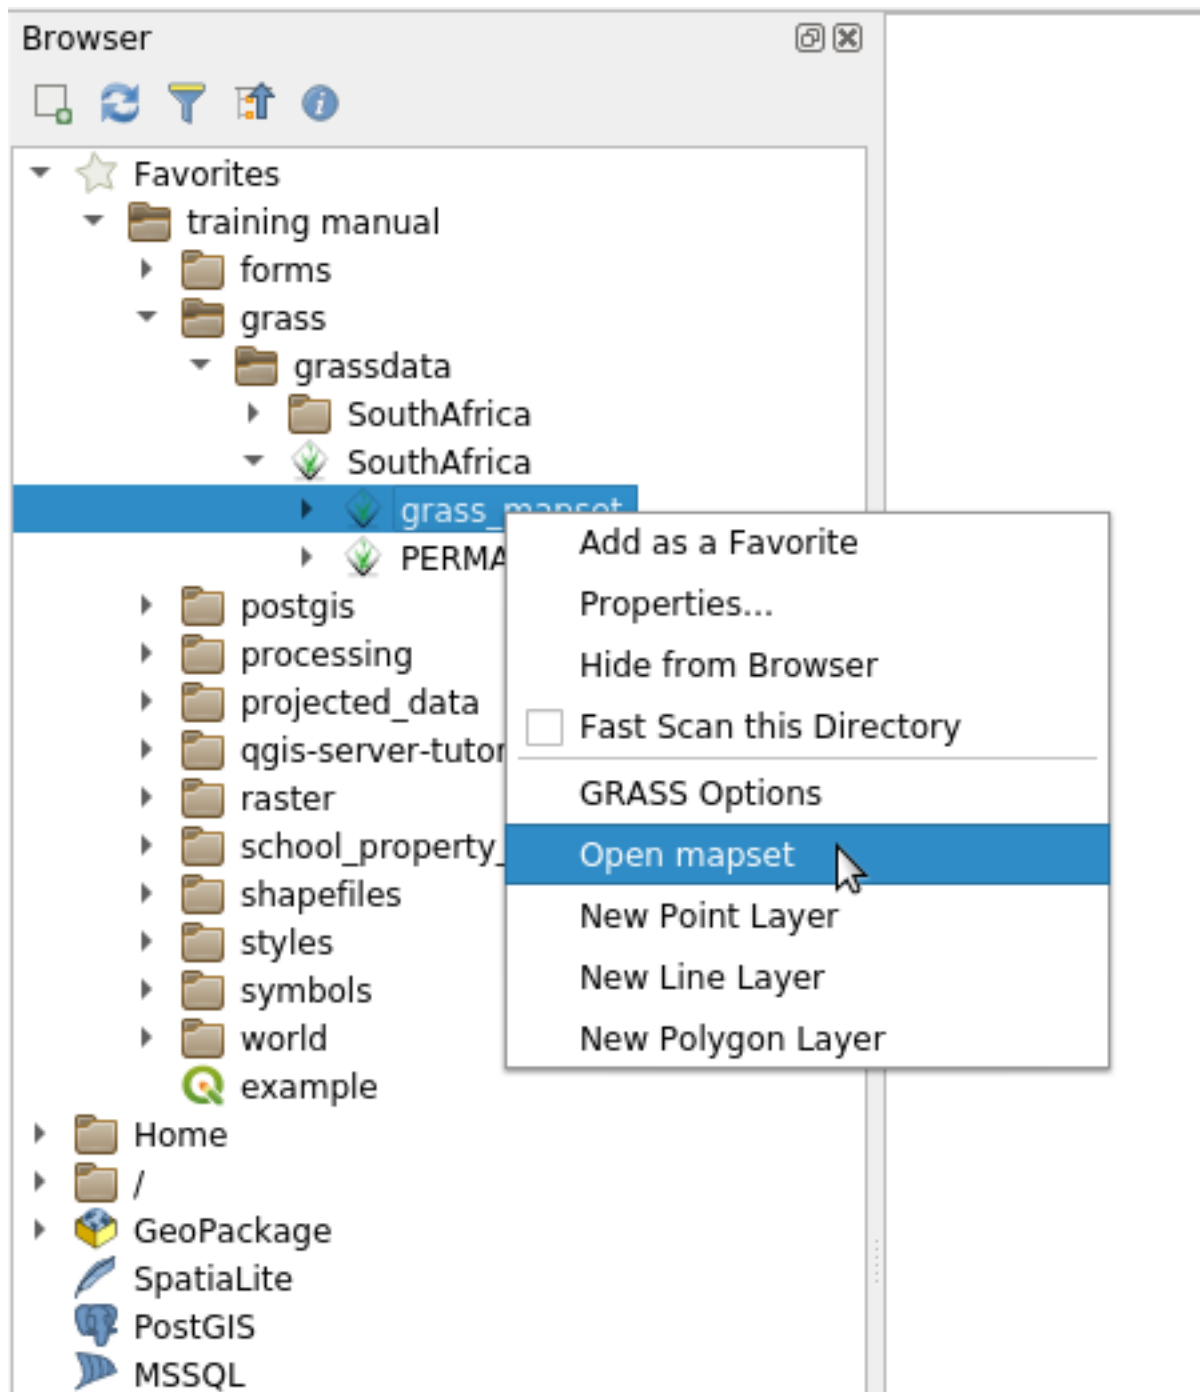 Browser
Favorites
training manual
forms
grass
grassdata
SouthAfrica
SouthAfrica
grass_mapset
PERMA
postgis
processing
projected_data
qgis-server-tutor
raster
school_property_
shapefiles
styles
symbols
world
example
Home
/
GeoPackage
SpatiaLite
PostGIS
MSSQL
Add as a Favorite
Properties...
Hide from Browser
Fast Scan this Directory
GRASS Options
Open mapset
New Point Layer
New Line Layer
New Polygon Layer